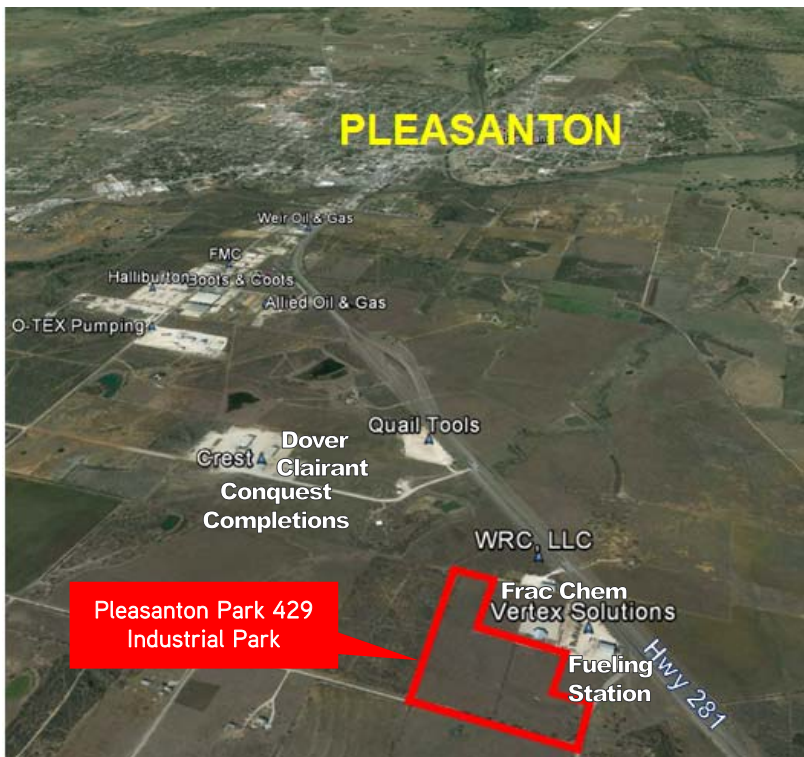 PLEASANTON
Weir Oil & Gas
FMC
Halliburton
Boots & Coots
Allied Oil & Gas
O-TEX Pumping
Quail Tools
Dover
Crest
Clairant
Conquest
Completions
WRC, LLC
Frac Chem
Vertex Solutions
Pleasanton Park 429
Industrial Park
Fueling
Station
Hwy 281